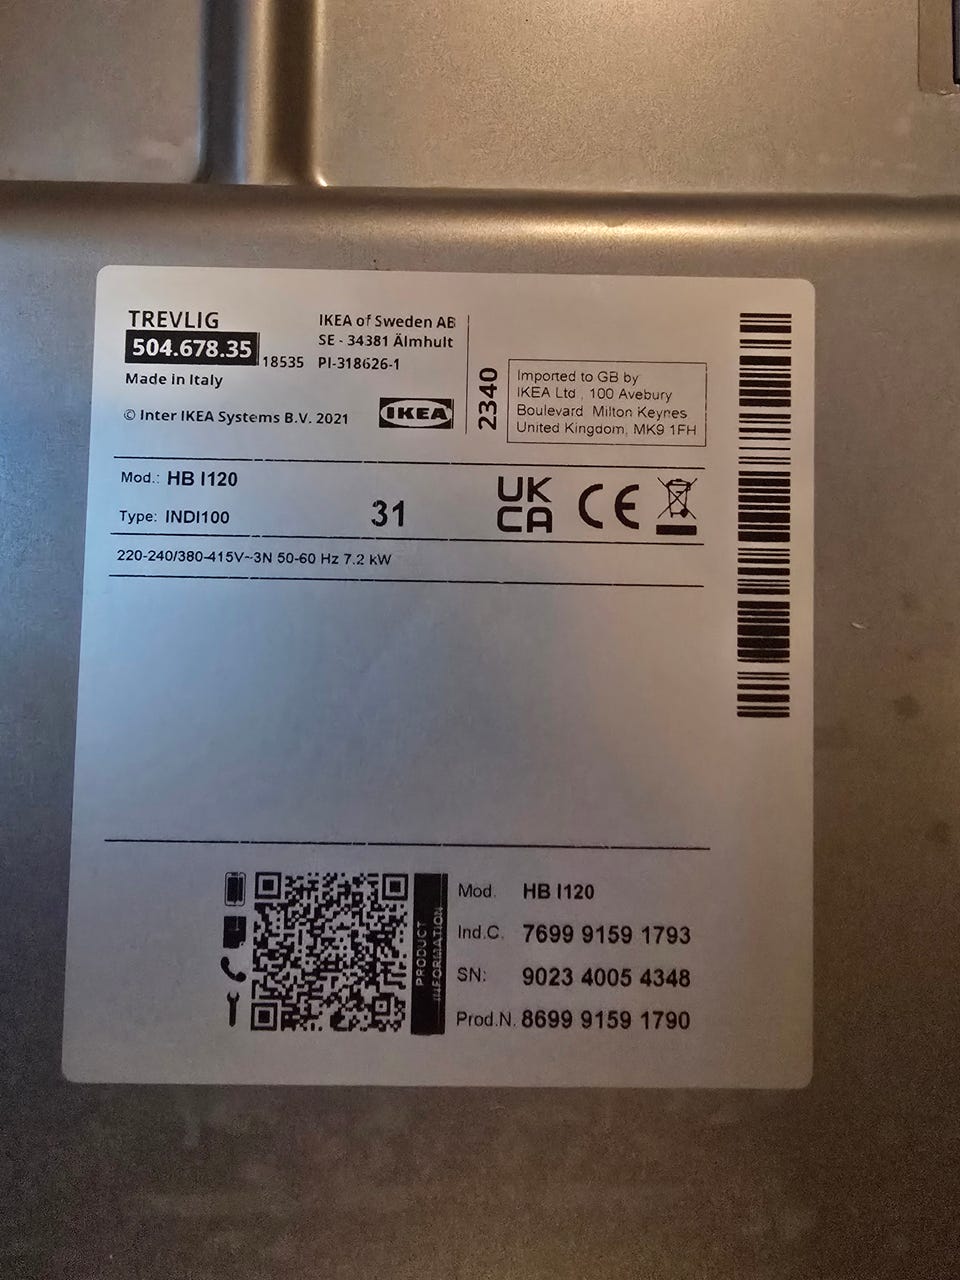 TREVLIG
504.678.35
18535
Made in Italy
© Inter IKEA Systems B.V. 2021
IKEA of Sweden AB
SE - 34381 Älmhult
PI-318626-1
IKEA
2340
Imported to GB by
IKEA Ltd , 100 Avebury
Boulevard Milton Keynes
United Kingdom, MK9 1FH
Mod.: HB I120
Type: INDI100
31
UK
CA
CE
220-240/380-415V~3N 50-60 Hz 7.2 kW
PRODUCT
INFORMATION
Mod. HB I120
Ind.C. 7699 9159 1793
SN: 9023 4005 4348
Prod.N. 8699 9159 1790